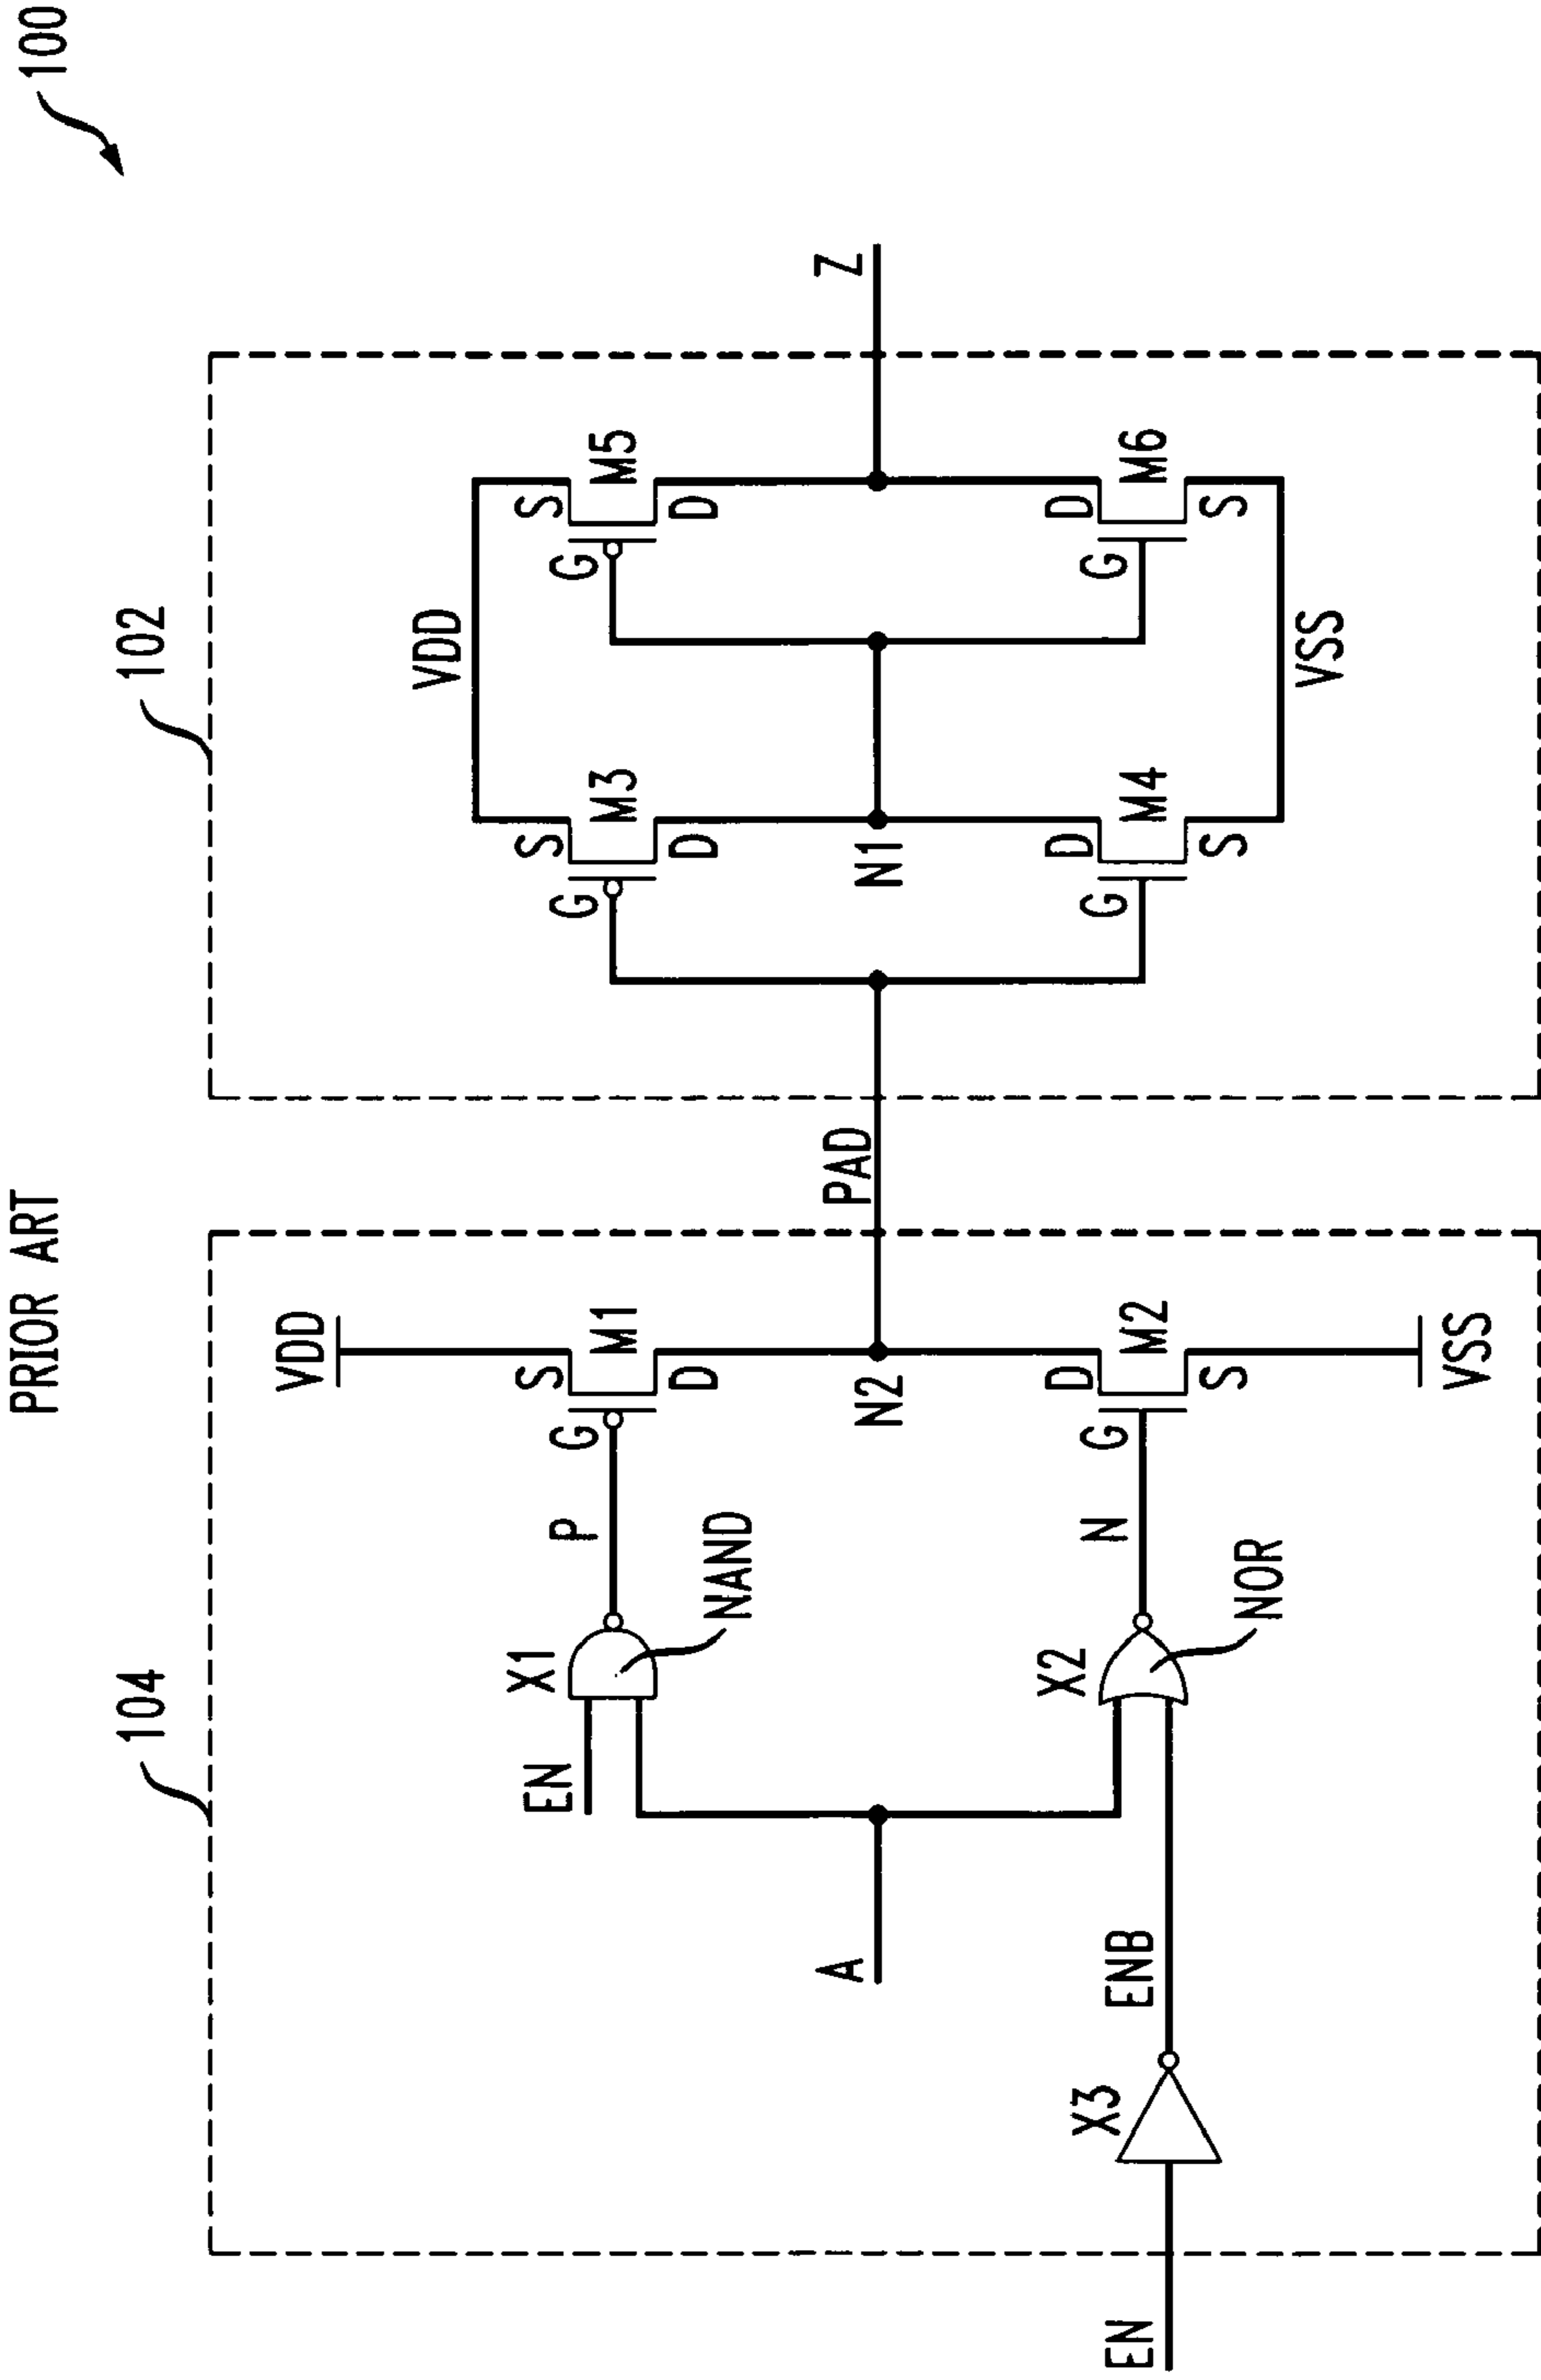 PRIOR ART
100
104
102
VDD
VDD
S
G
M1
D
S
G
M3
D
S
G
M5
D
X1
EN
P
NAND
A
N2
PAD
N1
Z
X2
N
NOR
D
G
M2
S
D
G
M4
S
D
G
M6
S
EN
X3
ENB
VSS
VSS